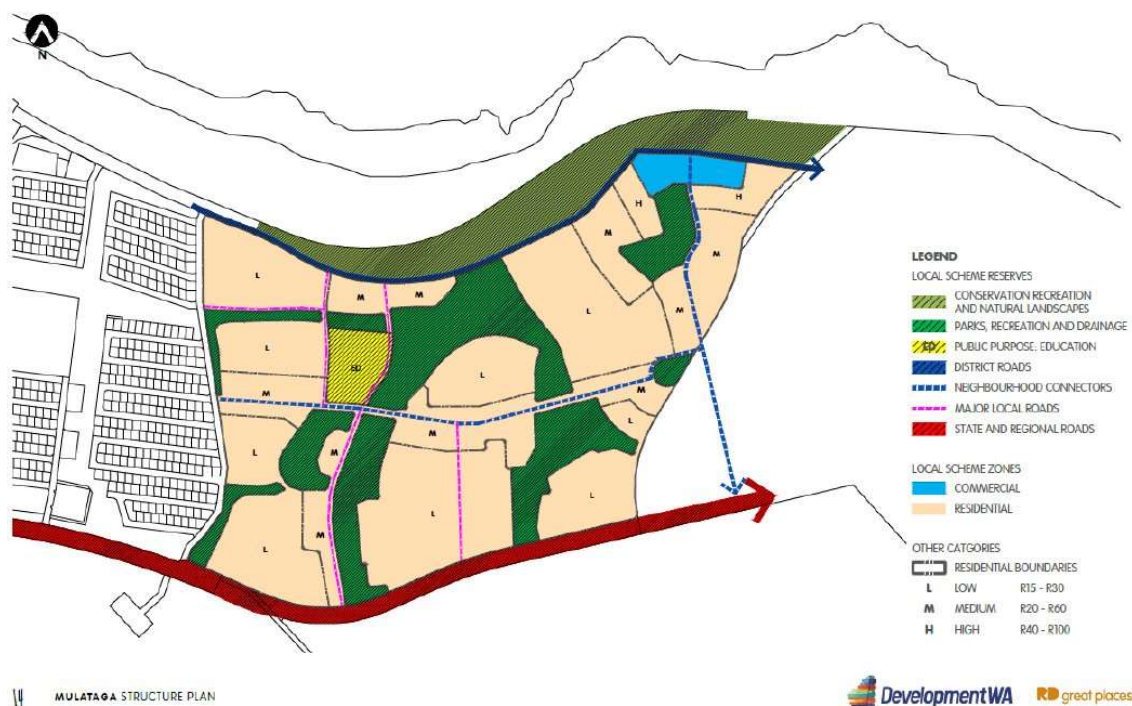 N
H
H
M
M
L
M
M
L
M
L
ED
L
M
M
M
L
L
M
L
M
L
L
L
LEGEND
LOCAL SCHEME RESERVES
CONSERVATION RECREATION
AND NATURAL LANDSCAPES
PARKS, RECREATION AND DRAINAGE
ED PUBLIC PURPOSE: EDUCATION
DISTRICT ROADS
NEIGHBOURHOOD CONNECTORS
MAJOR LOCAL ROADS
STATE AND REGIONAL ROADS
LOCAL SCHEME ZONES
COMMERCIAL
RESIDENTIAL
OTHER CATGORIES
RESIDENTIAL BOUNDARIES
L LOW R15 - R30
M MEDIUM R20 - R60
H HIGH R40 - R100
MULATAGA STRUCTURE PLAN
DevelopmentWA
RD great places